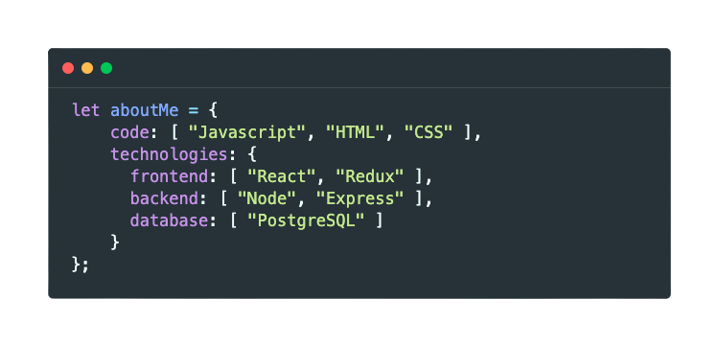 let aboutMe = {
    code: [ "Javascript", "HTML", "CSS" ],
    technologies: {
      frontend: [ "React", "Redux" ],
      backend: [ "Node", "Express" ],
      database: [ "PostgreSQL" ]
    }
};